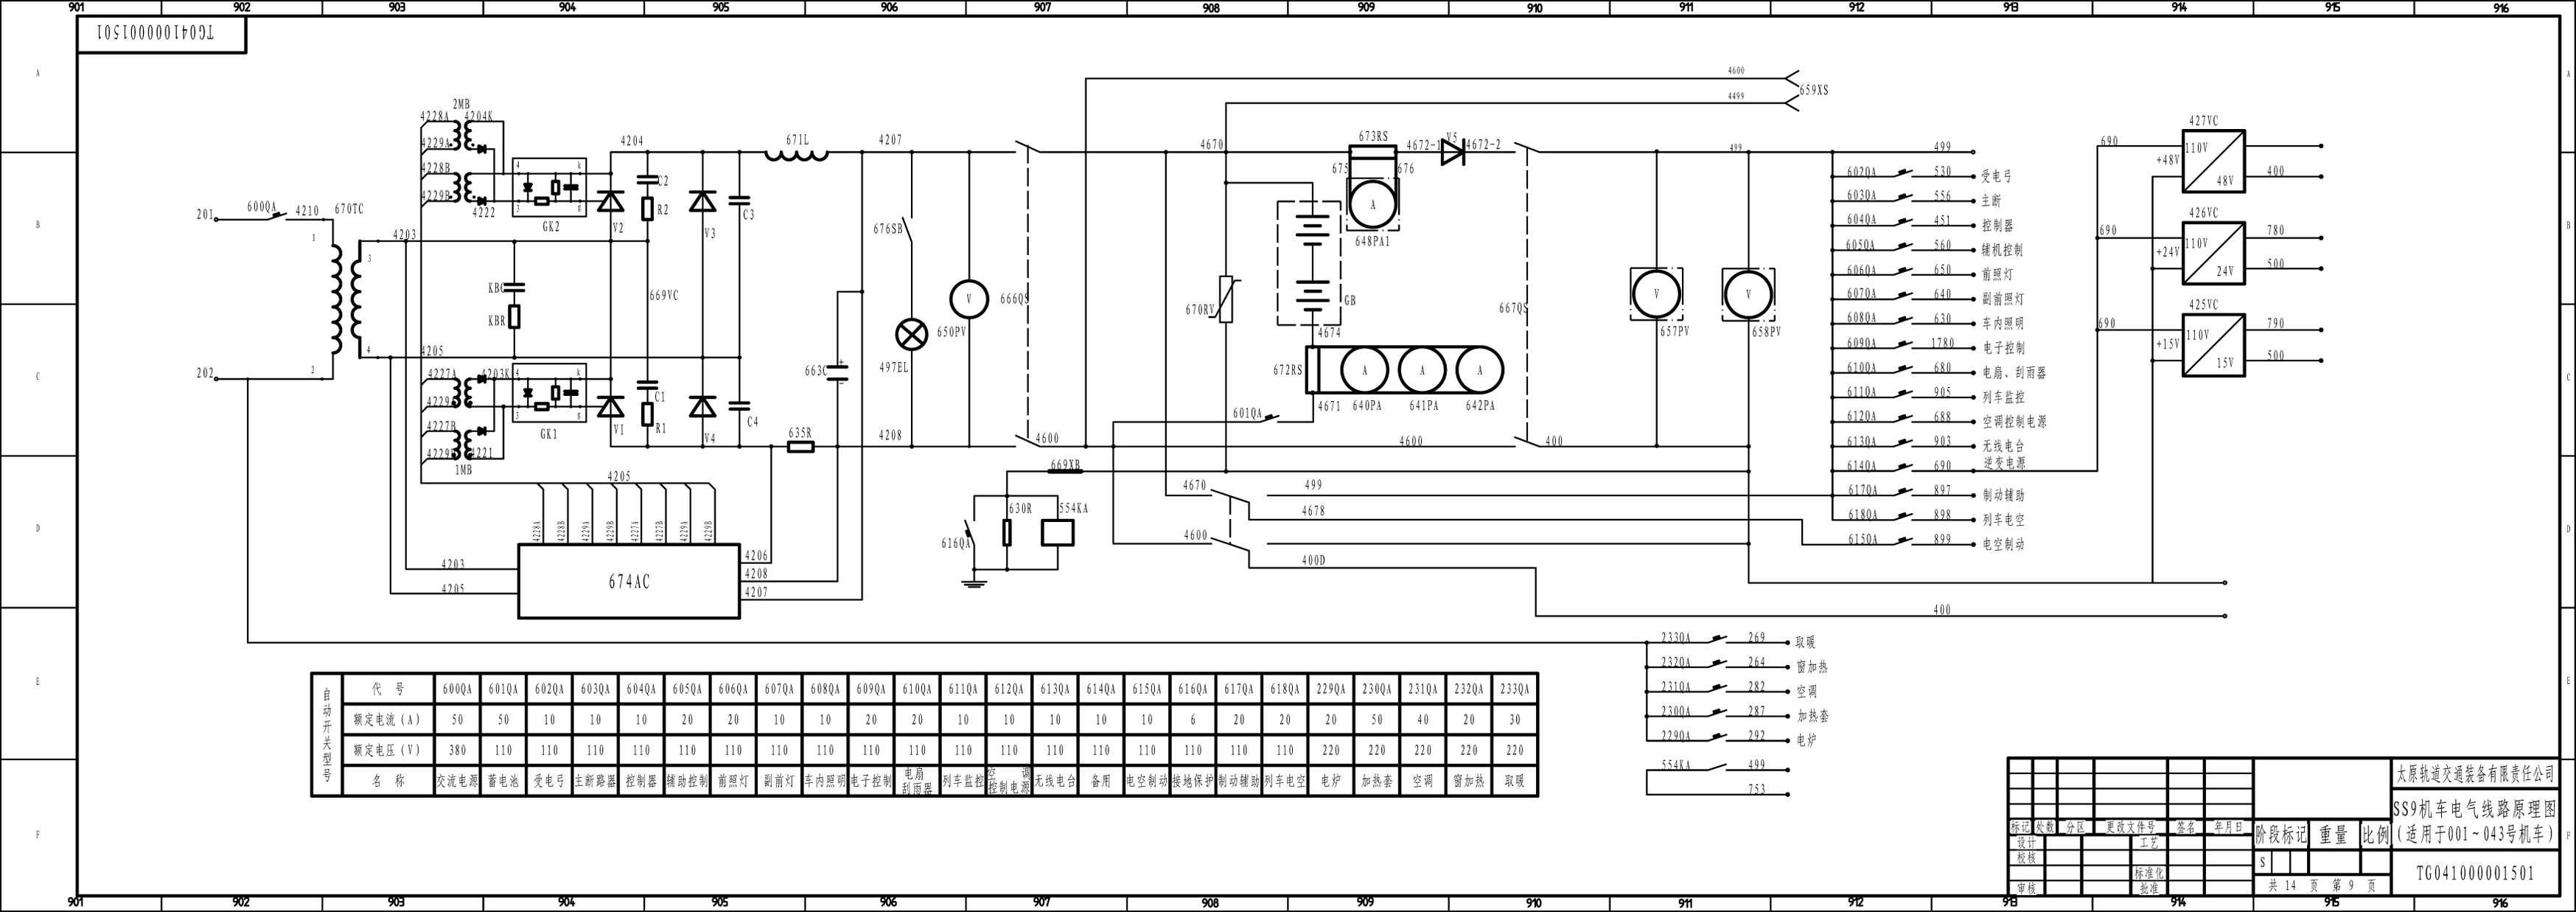 901 902 903 904 905 906 907 908 909 910 911 912 913 914 915 916
TG041000001501
A
A
B
B
C
C
D
D
E
E
F
F
4600
4499
659XS
2MB
4228A
4204K
4229A
4228B
4229B
4222
4
k
3
g
GK2
4204
671L
4207
C2
R2
V2
V3
C3
201
600QA
4210
670TC
1
2
3
4
202
4203
KBC
KBR
669VC
4205
4227A
4203K
4229A
4227B
4229B
4221
1MB
4
k
3
g
GK1
V1
C1
R1
V4
C4
635R
4208
663C
+
-
676SB
497EL
V
650PV
666QS
4600
4205
4228A
4228B
4229A
4229B
4227A
4227B
4229A
4229B
674AC
4203
4205
4206
4208
4207
4670
673RS
675
676
A
648PA1
4672-1
V5
4672-2
670RV
GB
4674
672RS
4671
A
A
A
640PA
641PA
642PA
601QA
667QS
4600
400
669XB
616QA
630R
554KA
4670
4600
499
4678
400D
400
499
V
657PV
V
658PV
499
602QA 530 受电弓
603QA 556 主断
604QA 451 控制器
605QA 560 辅机控制
606QA 650 前照灯
607QA 640 副前照灯
608QA 630 车内照明
609QA 1780 电子控制
610QA 680 电扇、刮雨器
611QA 905 列车监控
612QA 688 空调控制电源
613QA 903 无线电台
614QA 690 逆变电源
617QA 897 制动辅助
618QA 898 列车电空
615QA 899 电空制动
427VC
690
110V
+48V
48V
400
426VC
690
110V
+24V
24V
780
500
425VC
690
110V
+15V
15V
790
500
233QA 269 取暖
232QA 264 窗加热
231QA 282 空调
230QA 287 加热套
229QA 292 电炉
554KA 499
753
自动开关型号
代 号 600QA 601QA 602QA 603QA 604QA 605QA 606QA 607QA 608QA 609QA 610QA 611QA 612QA 613QA 614QA 615QA 616QA 617QA 618QA 229QA 230QA 231QA 232QA 233QA
额定电流(A) 50 50 10 10 10 20 20 10 10 20 20 10 10 10 10 10 6 20 20 20 50 40 20 30
额定电压(V) 380 110 110 110 110 110 110 110 110 110 110 110 110 110 110 110 110 110 110 220 220 220 220 220
名 称 交流电源 蓄电池 受电弓 主断路器 控制器 辅助控制 前照灯 副前灯 车内照明 电子控制 电扇刮雨器 列车监控 空调控制电源 无线电台 备用 电空制动 接地保护 制动辅助 列车电空 电炉 加热套 空调 窗加热 取暖
标记 处数 分区 更改文件号 签名 年月日
设计 工艺
校核
标准化
审核 批准
阶段标记 重量 比例
S
共 14 页 第 9 页
太原轨道交通装备有限责任公司
SS9机车电气线路原理图
(适用于001~043号机车)
TG041000001501
901 902 903 904 905 906 907 908 909 910 911 912 913 914 915 916